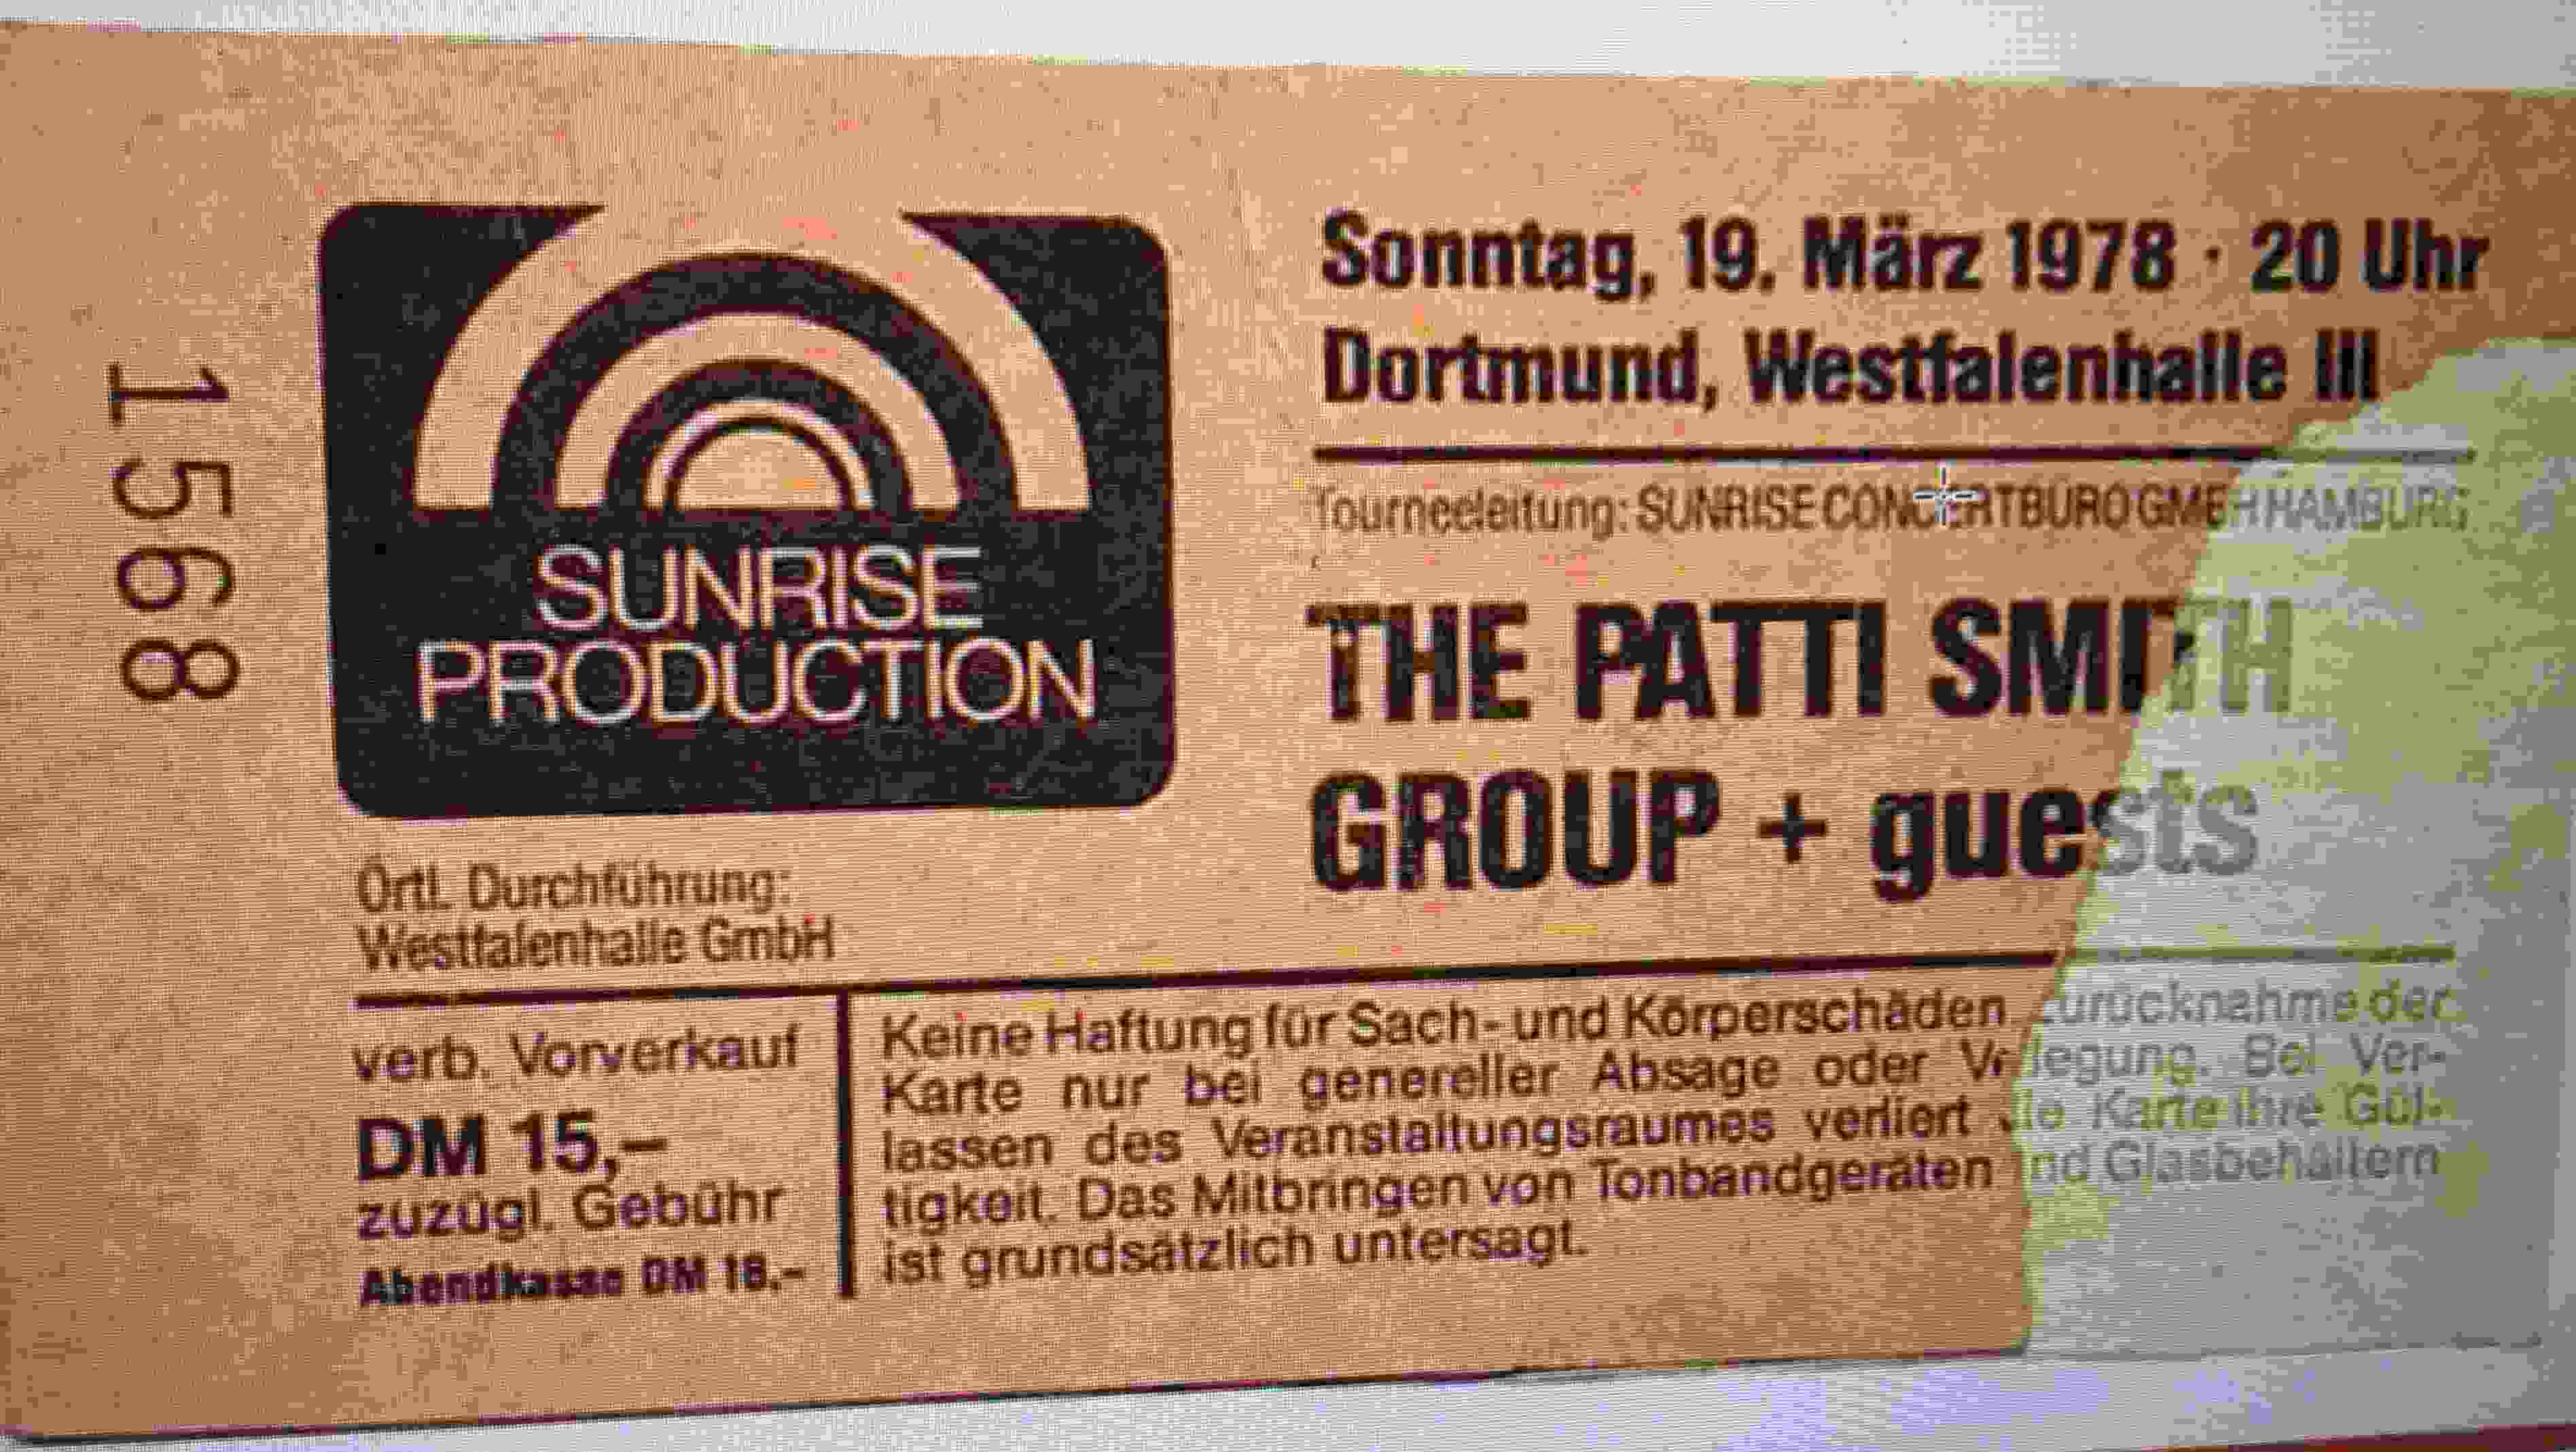 1568
SUNRISE
PRODUCTION
Örtl. Durchführung:
Westfalenhalle GmbH
verb. Vorverkauf
DM 15,–
zuzügl. Gebühr
Abendkasse DM 18,–
Sonntag, 19. März 1978 · 20 Uhr
Dortmund, Westfalenhalle III
Tourneeleitung: SUNRISE CONCERTBÜRO GMBH HAMBURG
THE PATTI SMITH
GROUP + guests
Keine Haftung für Sach- und Körperschäden. Zurücknahme der
Karte nur bei genereller Absage oder Verlegung. Bei Ver-
lassen des Veranstaltungsraumes verliert die Karte ihre Gül-
tigkeit. Das Mitbringen von Tonbandgeräten und Glasbehältern
ist grundsätzlich untersagt.